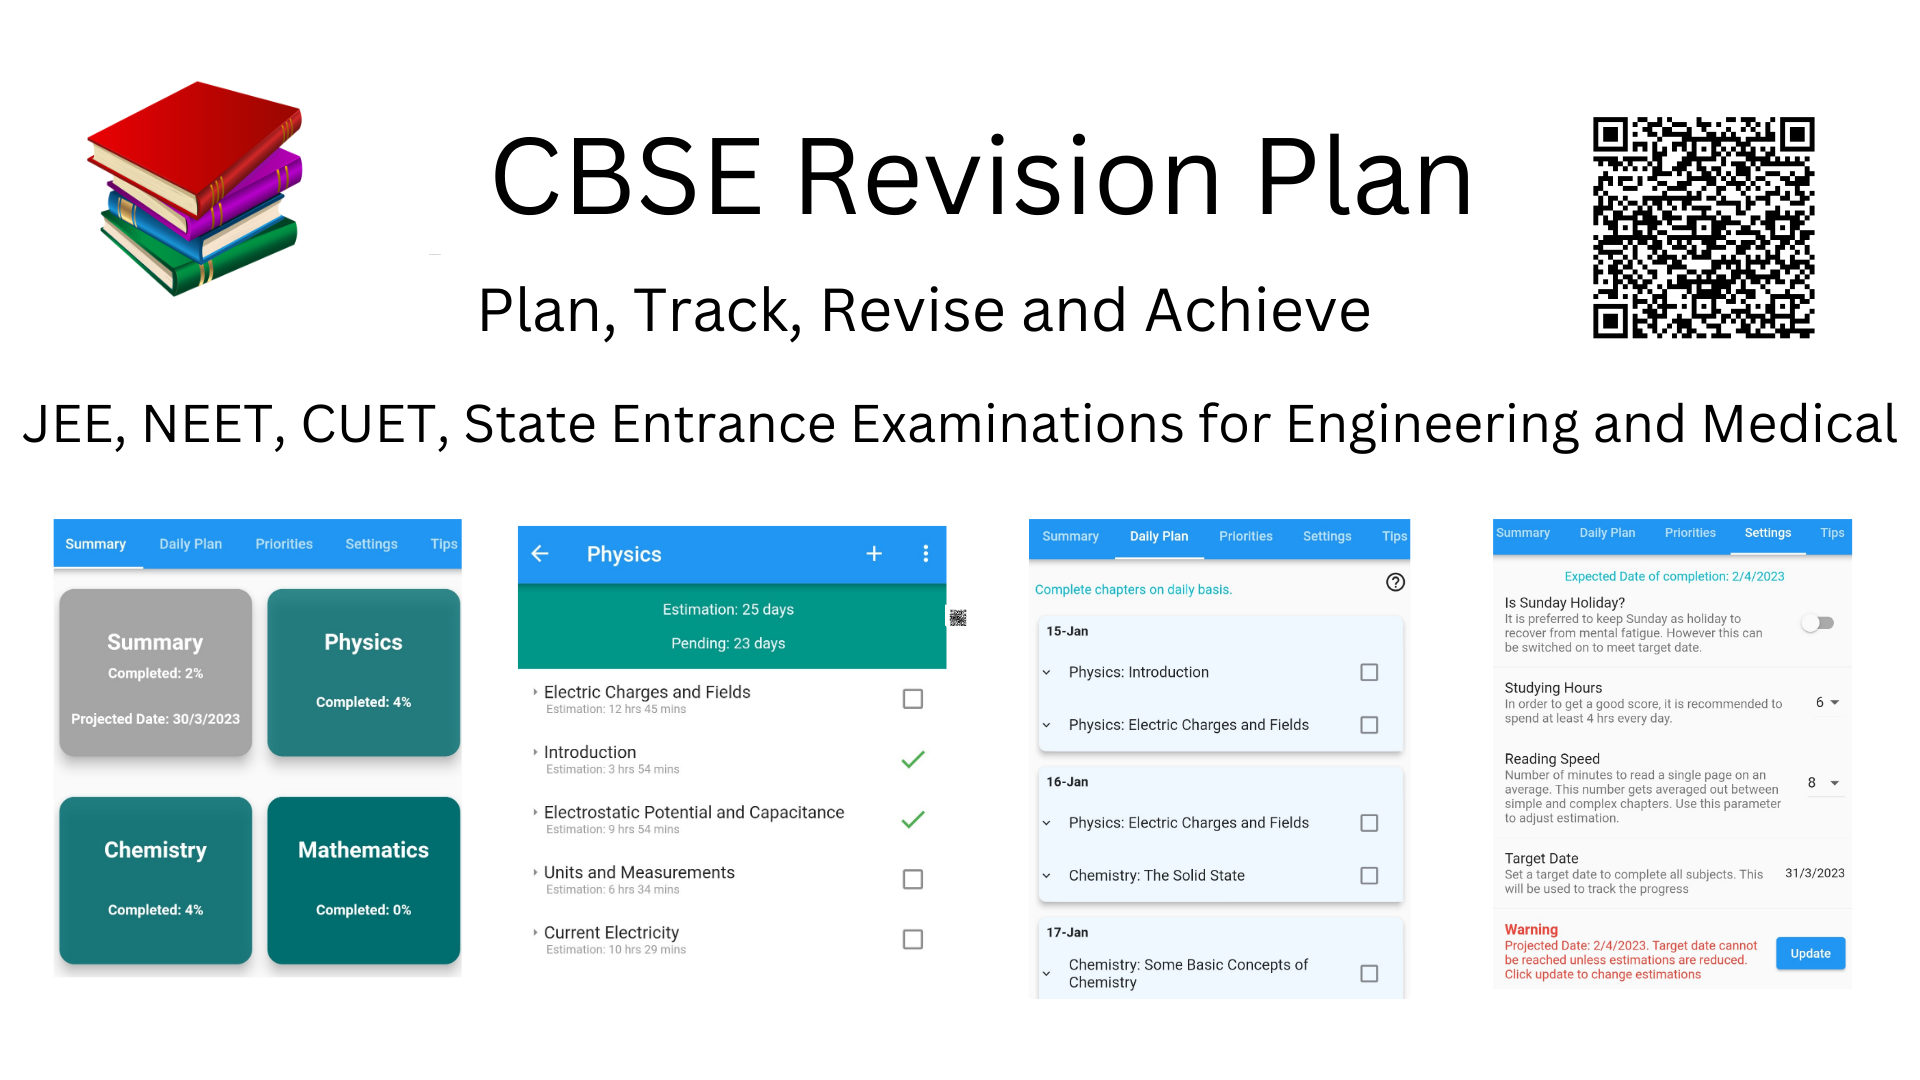 CBSE Revision Plan
Plan, Track, Revise and Achieve
JEE, NEET, CUET, State Entrance Examinations for Engineering and Medical
Summary Daily Plan Priorities Settings Tips
Summary
Completed: 2%
Projected Date: 30/3/2023
Physics
Completed: 4%
Chemistry
Completed: 4%
Mathematics
Completed: 0%
Physics
Estimation: 25 days
Pending: 23 days
Electric Charges and Fields
Estimation: 12 hrs 45 mins
Introduction
Estimation: 3 hrs 54 mins
Electrostatic Potential and Capacitance
Estimation: 9 hrs 54 mins
Units and Measurements
Estimation: 6 hrs 34 mins
Current Electricity
Estimation: 10 hrs 29 mins
Summary Daily Plan Priorities Settings Tips
Complete chapters on daily basis.
15-Jan
Physics: Introduction
Physics: Electric Charges and Fields
16-Jan
Physics: Electric Charges and Fields
Chemistry: The Solid State
17-Jan
Chemistry: Some Basic Concepts of
Chemistry
Summary Daily Plan Priorities Settings Tips
Expected Date of completion: 2/4/2023
Is Sunday Holiday?
It is preferred to keep Sunday as holiday to
recover from mental fatigue. However this can
be switched on to meet target date.
Studying Hours
In order to get a good score, it is recommended to
spend at least 4 hrs every day.
6
Reading Speed
Number of minutes to read a single page on an
average. This number gets averaged out between
simple and complex chapters. Use this parameter
to adjust estimation.
8
Target Date
Set a target date to complete all subjects. This
will be used to track the progress
31/3/2023
Warning
Projected Date: 2/4/2023. Target date cannot
be reached unless estimations are reduced.
Click update to change estimations
Update